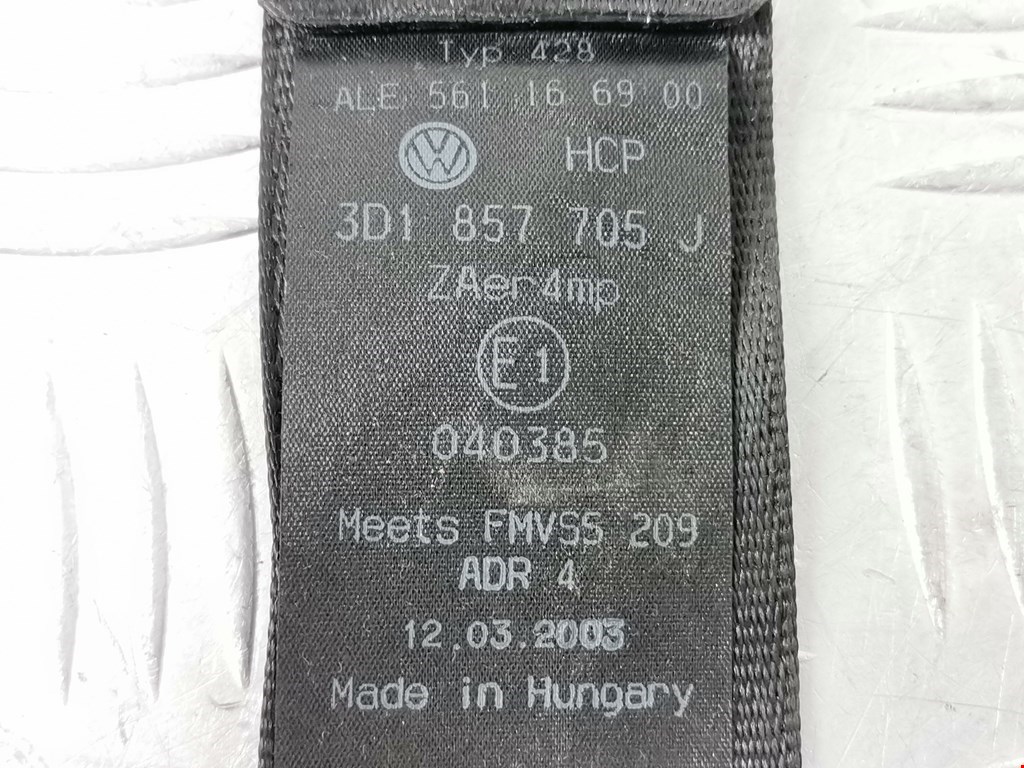 Typ 428
ALE 561 16 69 00
HCP
3D1 857 705 J
ZAer4mp
E1
040385
Meets FMVSS 209
ADR 4
12.03.2003
Made in Hungary